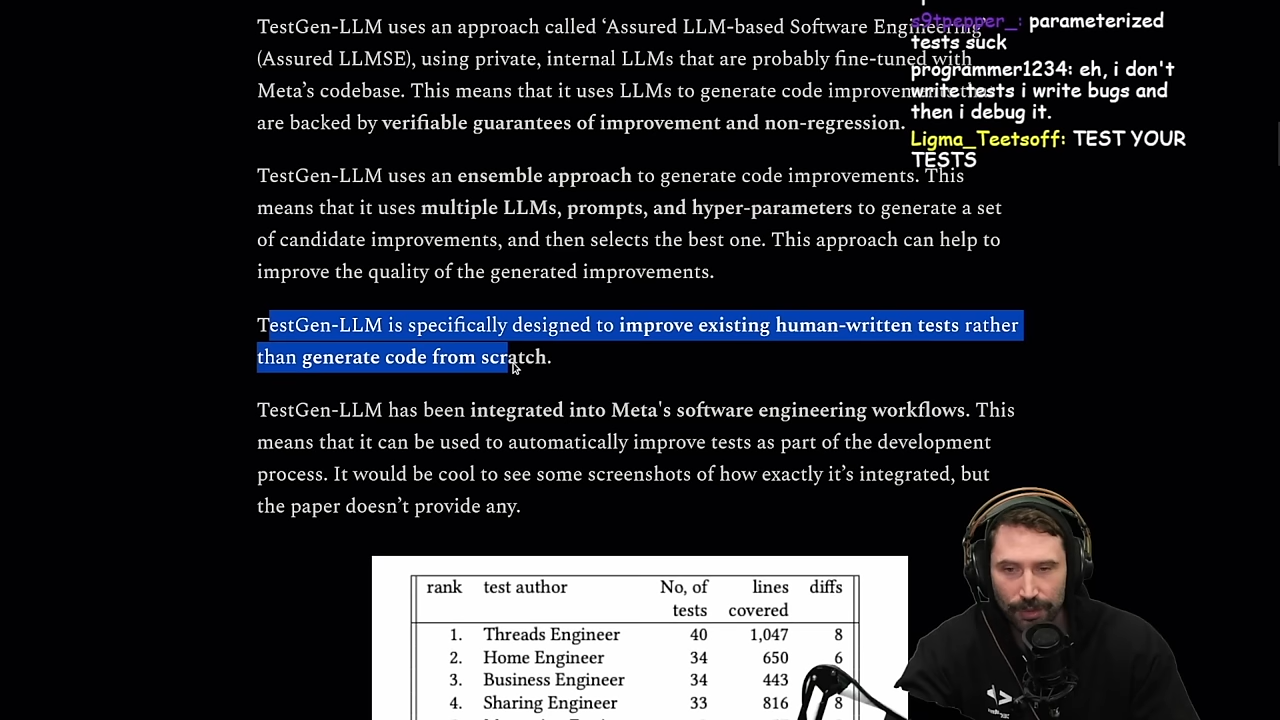 TestGen-LLM uses an approach called ‘Assured LLM-based Software Engineering’
(Assured LLMSE), using private, internal LLMs that are probably fine-tuned with
Meta’s codebase. This means that it uses LLMs to generate code improvements that
are backed by verifiable guarantees of improvement and non-regression.
TestGen-LLM uses an ensemble approach to generate code improvements. This
means that it uses multiple LLMs, prompts, and hyper-parameters to generate a set
of candidate improvements, and then selects the best one. This approach can help to
improve the quality of the generated improvements.
TestGen-LLM is specifically designed to improve existing human-written tests rather
than generate code from scratch.
TestGen-LLM has been integrated into Meta's software engineering workflows. This
means that it can be used to automatically improve tests as part of the development
process. It would be cool to see some screenshots of how exactly it’s integrated, but
the paper doesn’t provide any.
rank test author No, of tests lines covered diffs
1. Threads Engineer 40 1,047 8
2. Home Engineer 34 650 6
3. Business Engineer 34 443
4. Sharing Engineer 33 816 8
s9tpepper_: parameterized
tests suck
programmer1234: eh, i don't
write tests i write bugs and
then i debug it.
Ligma_Teetsoff: TEST YOUR
TESTS